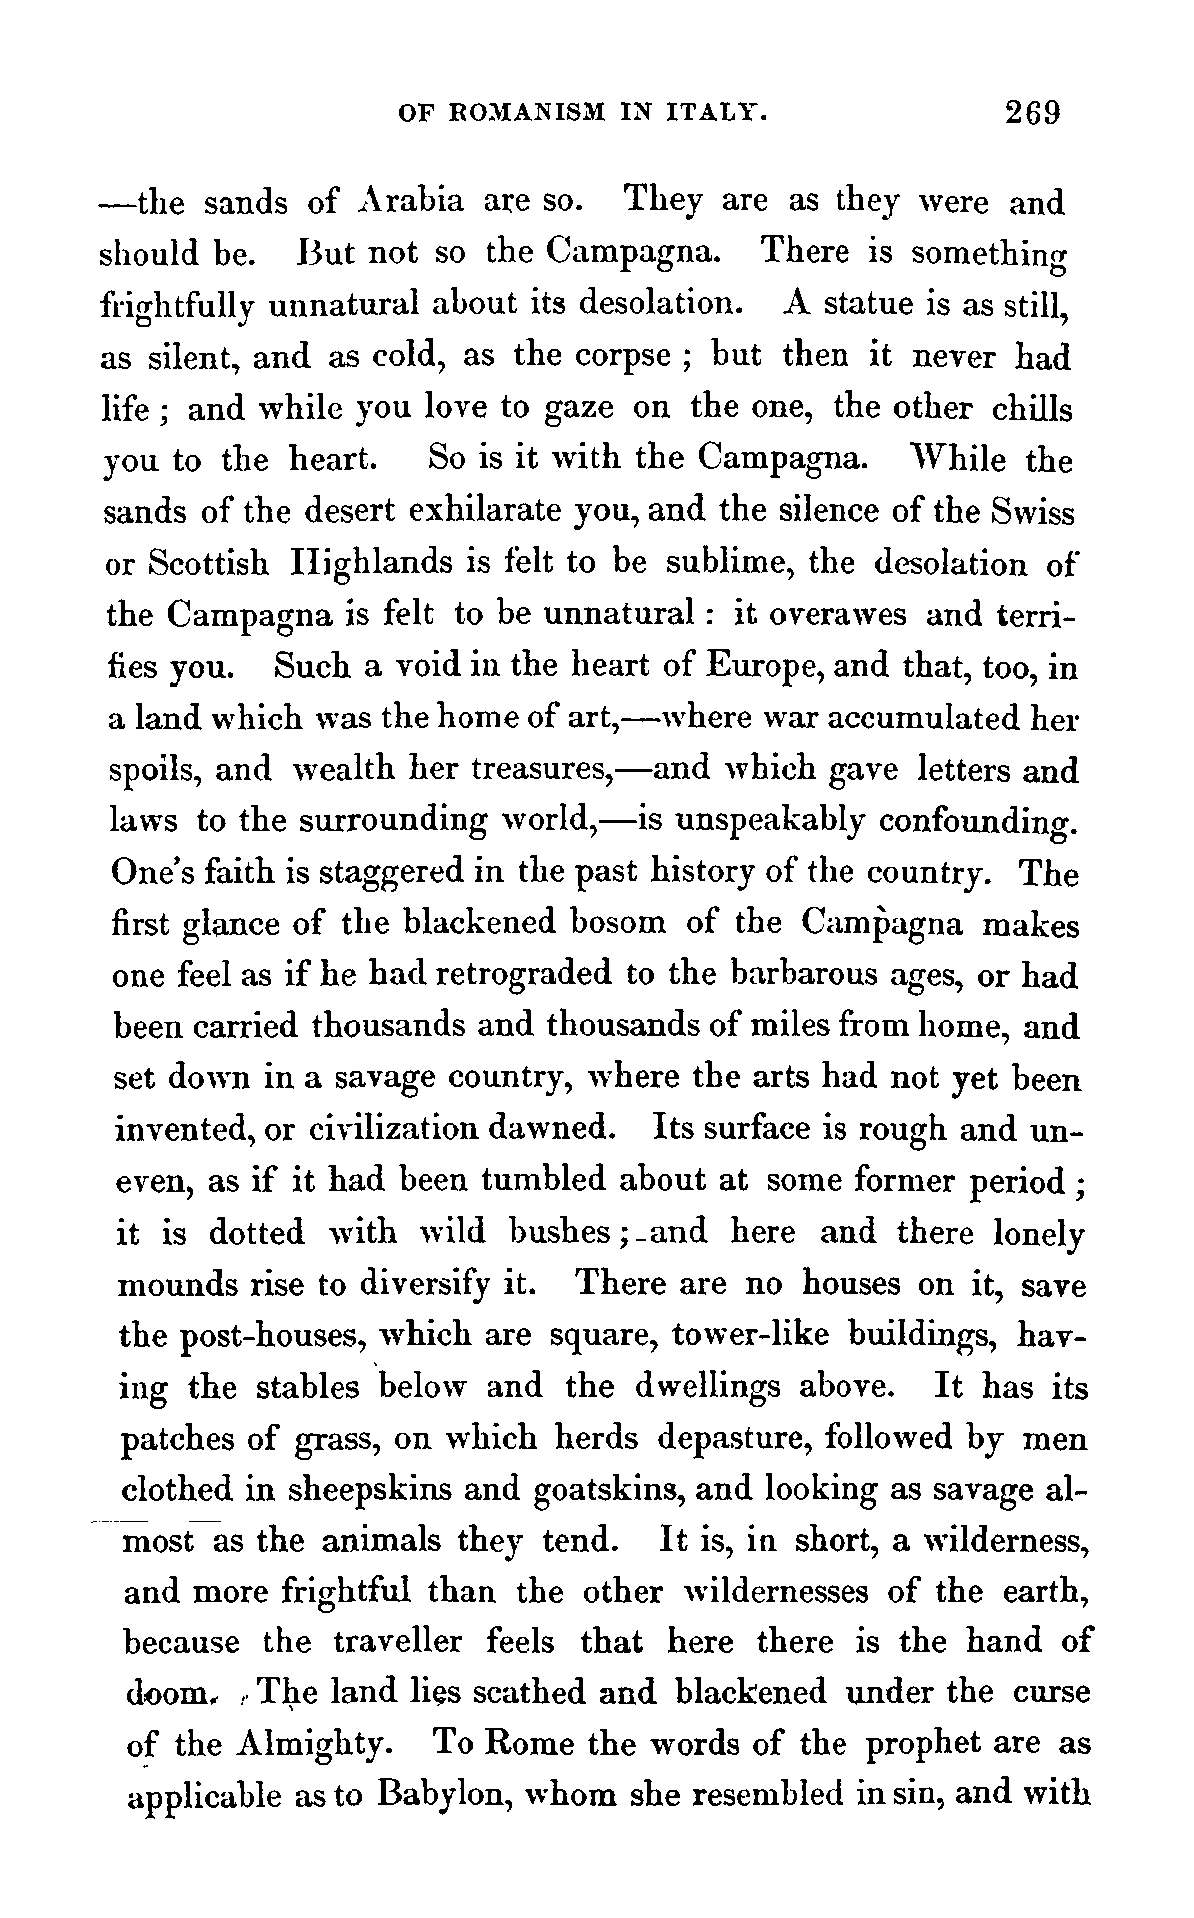 OF ROMANISM IN ITALY. 269
—the sands of Arabia are so. They are as they were and
should be. But not so the Campagna. There is something
frightfully unnatural about its desolation. A statue is as still,
as silent, and as cold, as the corpse ; but then it never had
life ; and while you love to gaze on the one, the other chills
you to the heart. So is it with the Campagna. While the
sands of the desert exhilarate you, and the silence of the Swiss
or Scottish Highlands is felt to be sublime, the desolation of
the Campagna is felt to be unnatural : it overawes and terri-
fies you. Such a void in the heart of Europe, and that, too, in
a land which was the home of art,—where war accumulated her
spoils, and wealth her treasures,—and which gave letters and
laws to the surrounding world,—is unspeakably confounding.
One's faith is staggered in the past history of the country. The
first glance of the blackened bosom of the Campagna makes
one feel as if he had retrograded to the barbarous ages, or had
been carried thousands and thousands of miles from home, and
set down in a savage country, where the arts had not yet been
invented, or civilization dawned. Its surface is rough and un-
even, as if it had been tumbled about at some former period ;
it is dotted with wild bushes ; and here and there lonely
mounds rise to diversify it. There are no houses on it, save
the post-houses, which are square, tower-like buildings, hav-
ing the stables below and the dwellings above. It has its
patches of grass, on which herds depasture, followed by men
clothed in sheepskins and goatskins, and looking as savage al-
most as the animals they tend. It is, in short, a wilderness,
and more frightful than the other wildernesses of the earth,
because the traveller feels that here there is the hand of
doom. The land lies scathed and blackened under the curse
of the Almighty. To Rome the words of the prophet are as
applicable as to Babylon, whom she resembled in sin, and with